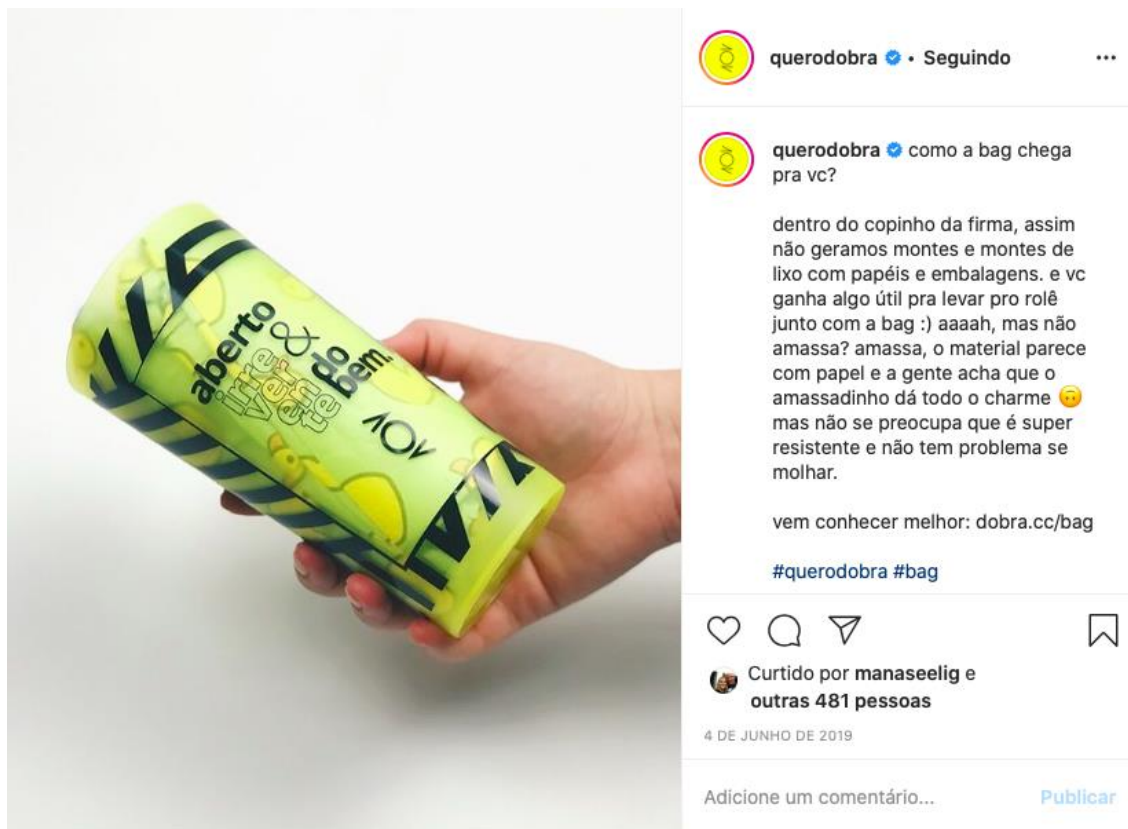 aberto
irre
ver-
en
te
&
do
bem.
querodobra • Seguindo
querodobra como a bag chega
pra vc?
dentro do copinho da firma, assim
não geramos montes e montes de
lixo com papéis e embalagens. e vc
ganha algo útil pra levar pro rolê
junto com a bag :) aaaah, mas não
amassa? amassa, o material parece
com papel e a gente acha que o
amassadinho dá todo o charme 🙃
mas não se preocupa que é super
resistente e não tem problema se
molhar.
vem conhecer melhor: dobra.cc/bag
#querodobra #bag
Curtido por manaseelig e
outras 481 pessoas
4 DE JUNHO DE 2019
Adicione um comentário... Publicar